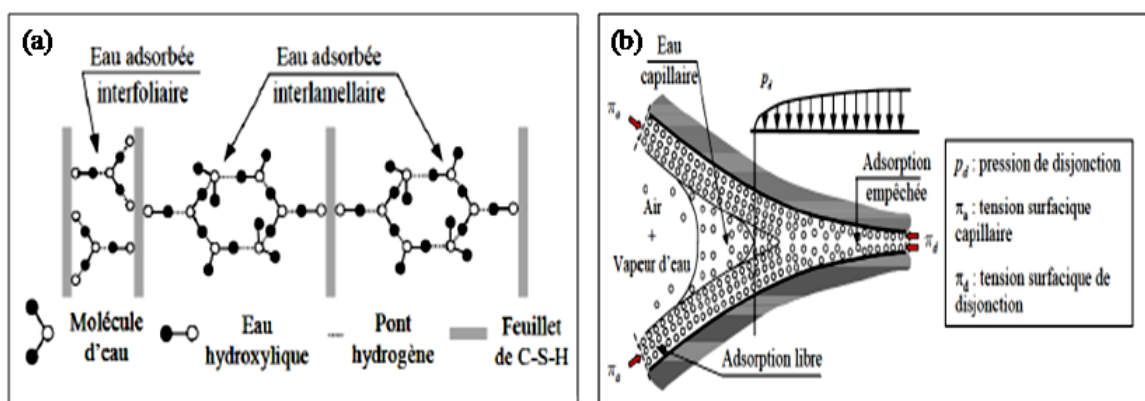 (a)
Eau adsorbée
interfoliaire
Eau adsorbée
interlamellaire
Molécule
d'eau
Eau
hydroxylique
Pont
hydrogène
Feuillet
de C-S-H
(b)
Eau
capillaire
p_d
π_a
Adsorption
empêchée
Air
+
Vapeur d'eau
π_d
π_a
Adsorption libre
p_d : pression de disjonction
π_a : tension surfacique
capillaire
π_d : tension surfacique de
disjonction